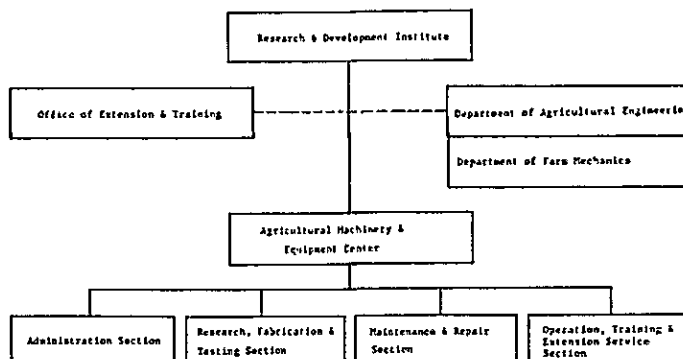 Research & Development Institute
Office of Extension & Training
Department of Agricultural Engineerin
Department of Farm Mechanics
Agricultural Machinery &
Equipment Center
Administration Section
Research, Fabrication &
Testing Section
Maintenance & Repair
Section
Operation, Training &
Extension Service
Section